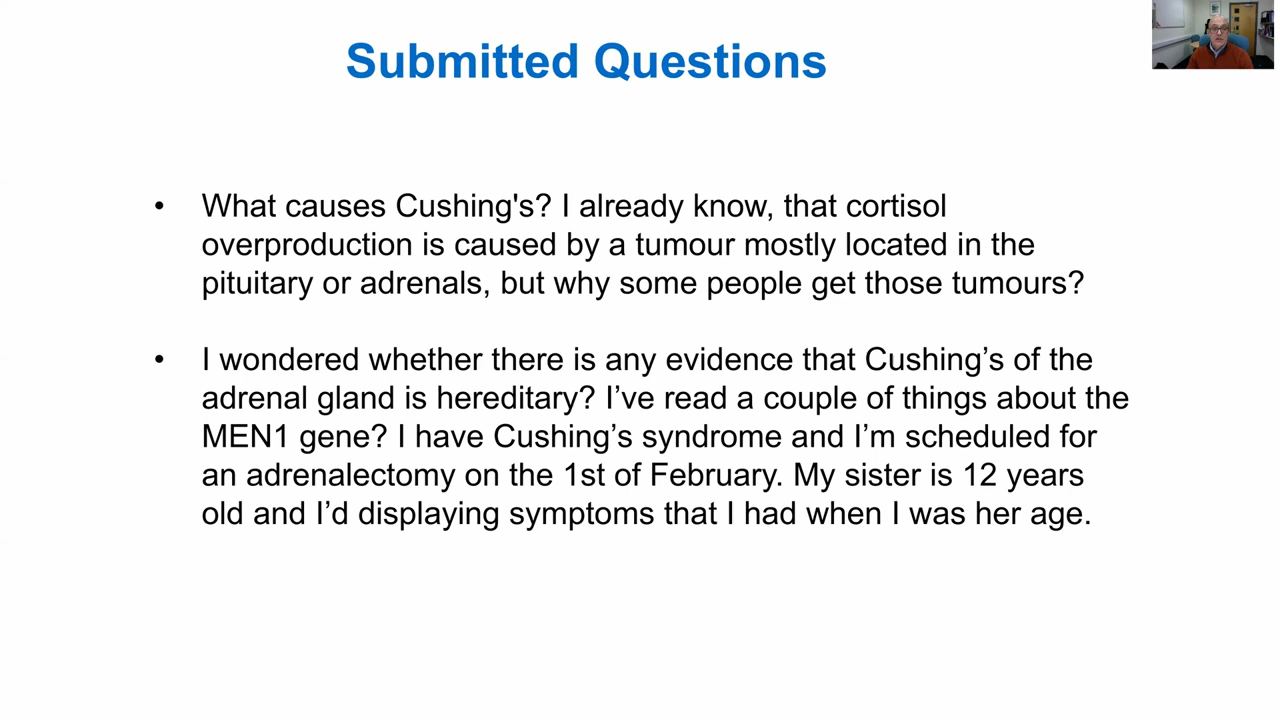 Submitted Questions
• What causes Cushing's? I already know, that cortisol
overproduction is caused by a tumour mostly located in the
pituitary or adrenals, but why some people get those tumours?
• I wondered whether there is any evidence that Cushing’s of the
adrenal gland is hereditary? I’ve read a couple of things about the
MEN1 gene? I have Cushing’s syndrome and I’m scheduled for
an adrenalectomy on the 1st of February. My sister is 12 years
old and I’d displaying symptoms that I had when I was her age.